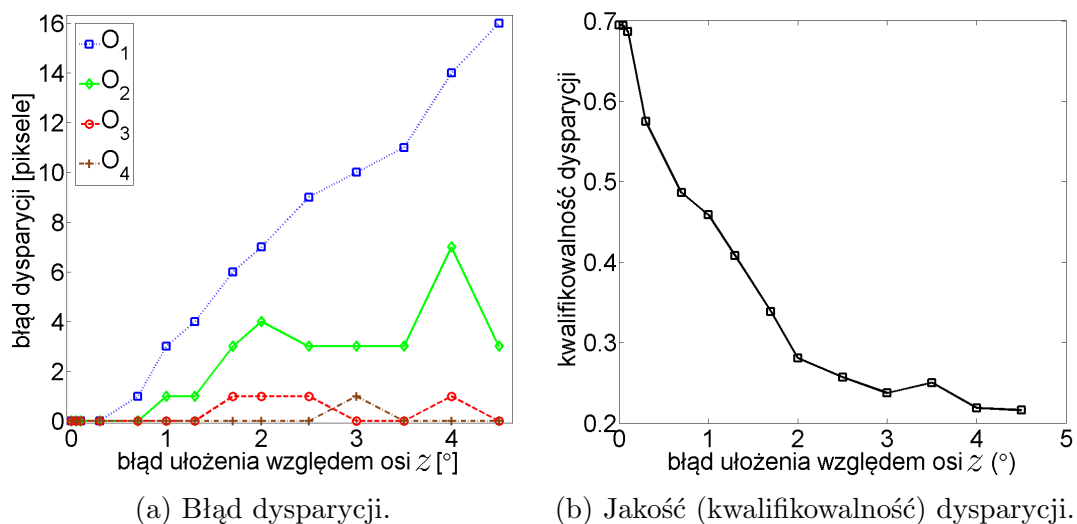 16
14
12
10
8
6
4
2
0
błąd dysparycji [piksele]
O1
O2
O3
O4
0 1 2 3 4
błąd ułożenia względem osi z [°]
(a) Błąd dysparycji.
0.7
0.6
0.5
0.4
0.3
0.2
kwalifikowalność dysparycji
0 1 2 3 4 5
błąd ułożenia względem osi z (°)
(b) Jakość (kwalifikowalność) dysparycji.